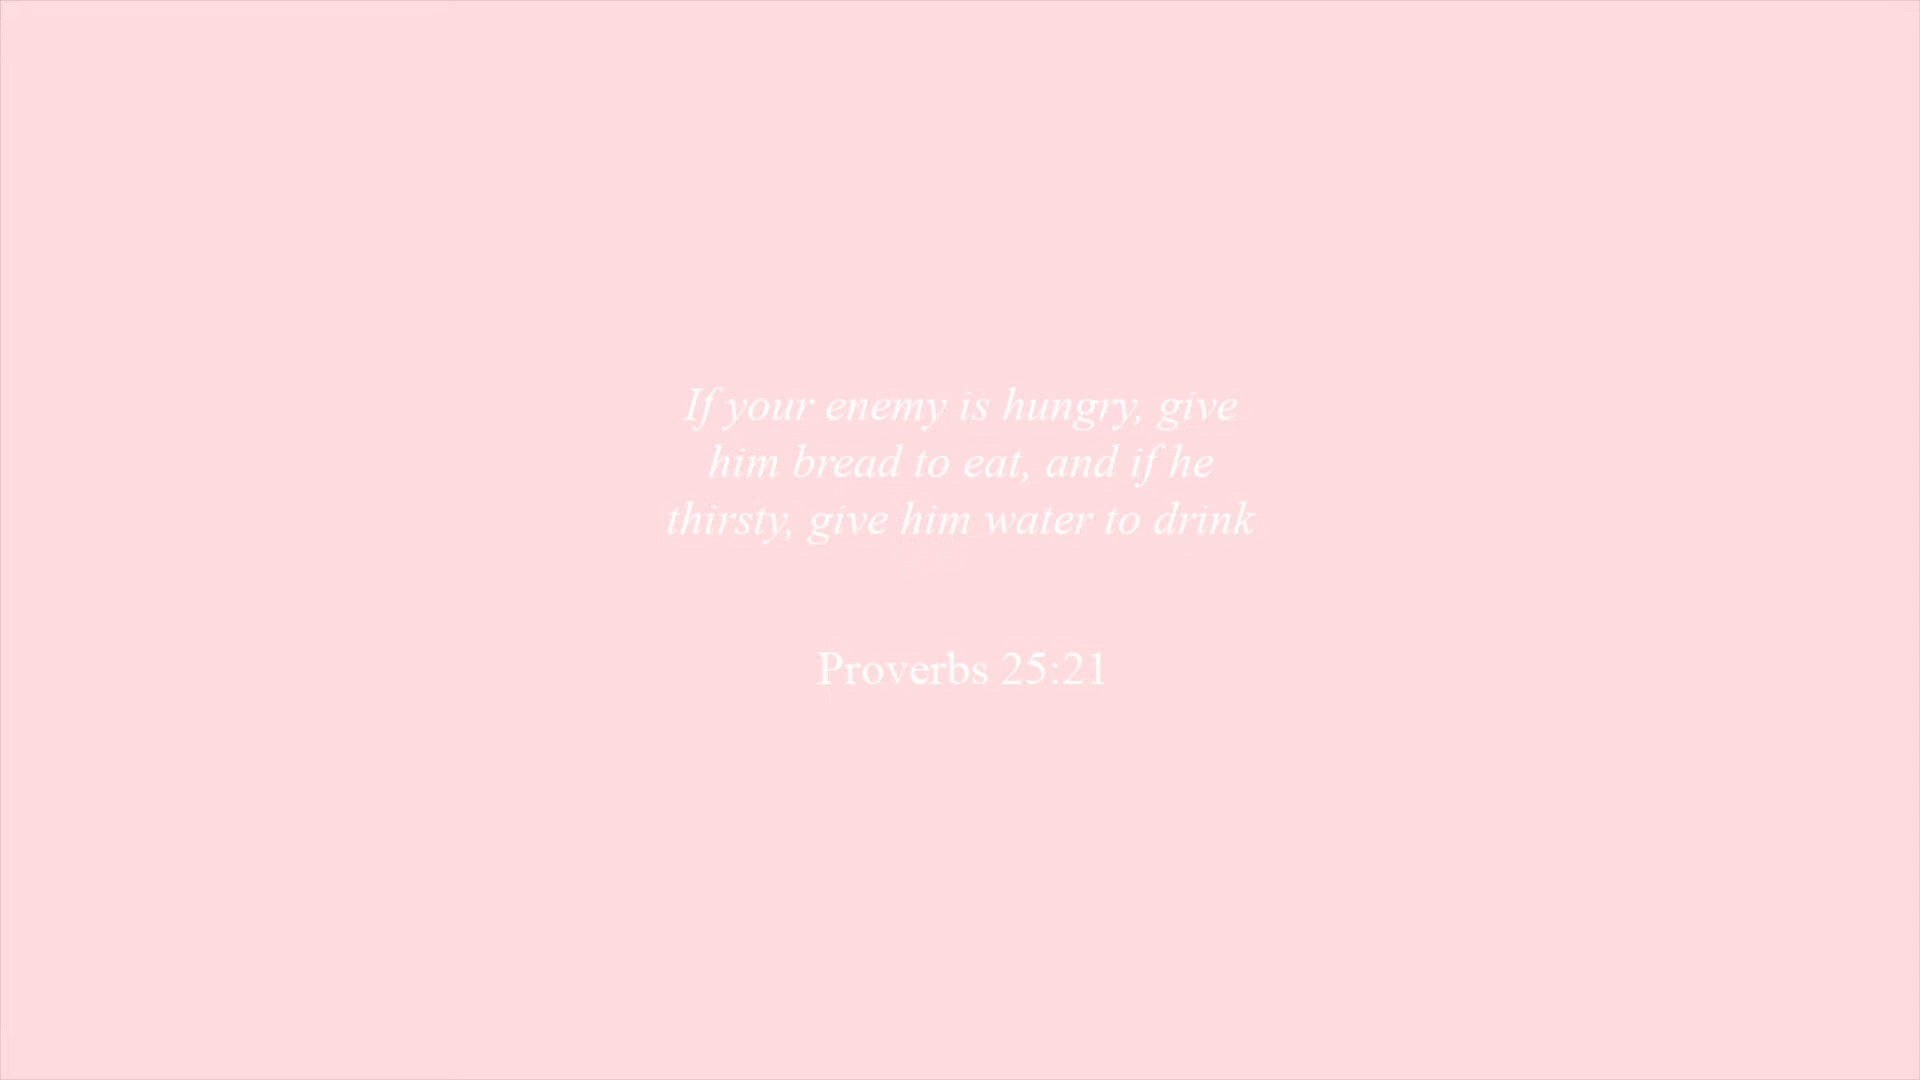 If your enemy is hungry, give
him bread to eat, and if he
thirsty, give him water to drink
Proverbs 25:21